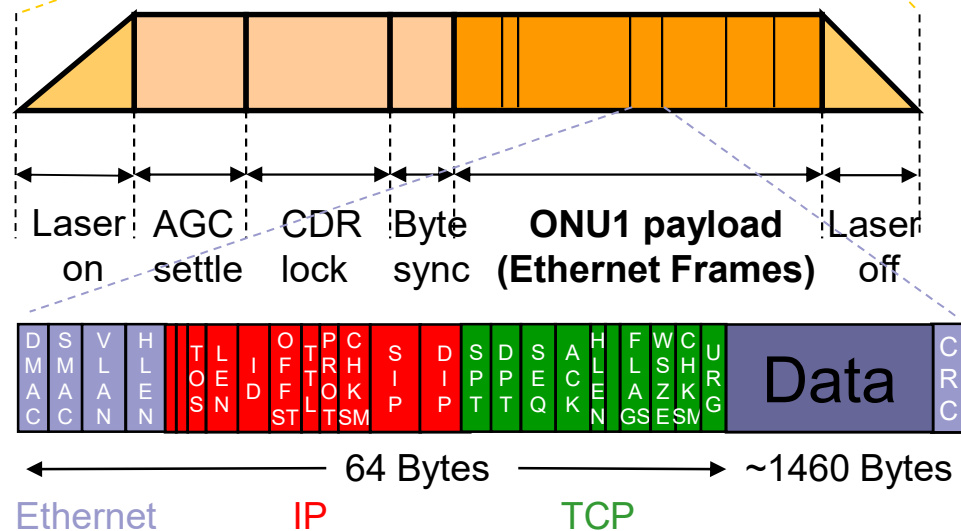 Laser on
AGC settle
CDR lock
Byte sync
ONU1 payload
(Ethernet Frames)
Laser off
DMAC
SMAC
VLAN
HLEN
TOS
LEN
ID
OFFST
TTL
PROT
CHKSM
SIP
DIP
SPT
DPT
SEQ
ACK
HLEN
FLAGS
WSZE
CHKSM
URG
Data
CRC
64 Bytes
~1460 Bytes
Ethernet
IP
TCP